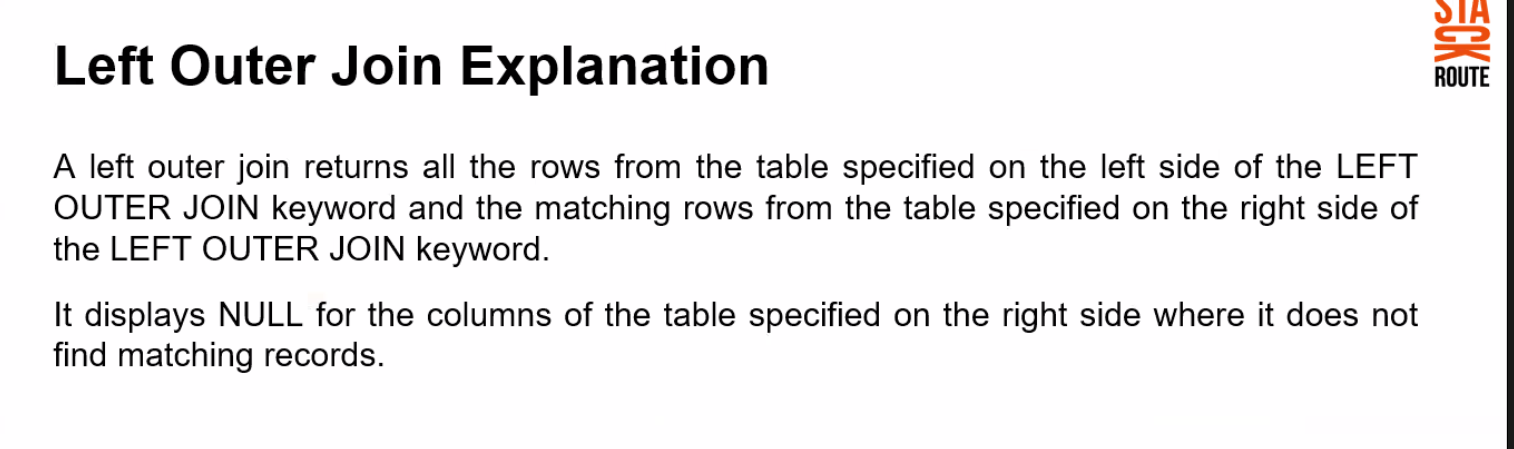 STA
CK
ROUTE
Left Outer Join Explanation
A left outer join returns all the rows from the table specified on the left side of the LEFT
OUTER JOIN keyword and the matching rows from the table specified on the right side of
the LEFT OUTER JOIN keyword.
It displays NULL for the columns of the table specified on the right side where it does not
find matching records.